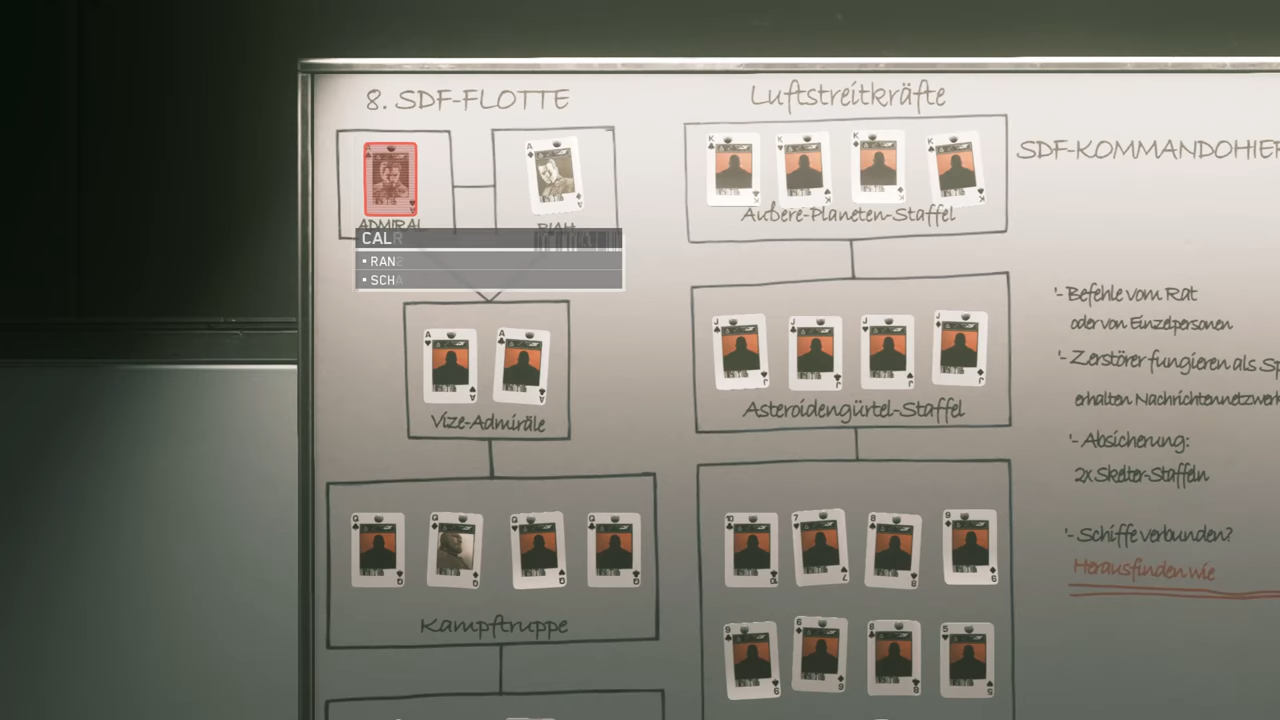 8. SDF-FLOTTE
ADMIRAL
CAL
• RAN
• SCH
Vize-Admiräle
Kampftruppe
Luftstreitkräfte
Äußere-Planeten-Staffel
Asteroidengürtel-Staffel
SDF-KOMMANDOHIER
'- Befehle vom Rat
oder von Einzelpersonen
'- Zerstörer fungieren als Sp
erhalten Nachrichtennetzwerk
'- Absicherung:
2x Skelter-Staffeln
'- Schiffe verbunden?
Herausfinden wie